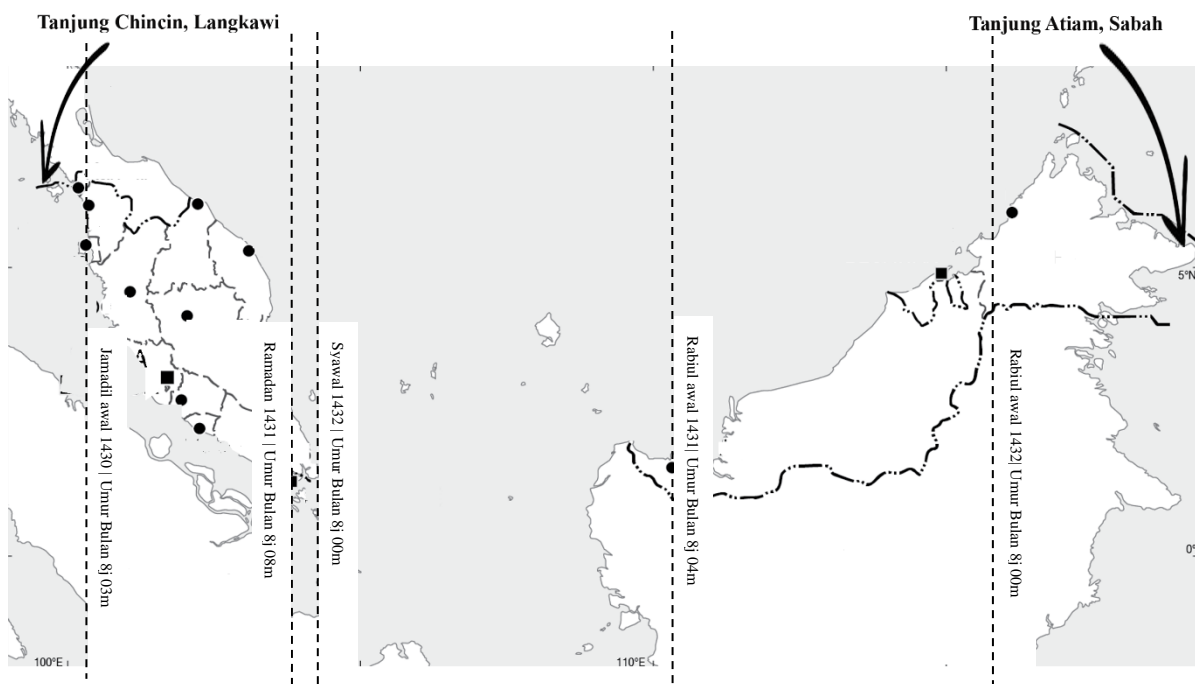 Tanjung Chincin, Langkawi
Tanjung Atiam, Sabah
5°N
Jamadil awal 1430 | Umur Bulan 8j 03m
Ramadan 1431 | Umur Bulan 8j 08m
Syawal 1432 | Umur Bulan 8j 00m
Rabiul awal 1431| Umur Bulan 8j 04m
Rabiul awal 1432| Umur Bulan 8j 00m
0°
100°E
110°E